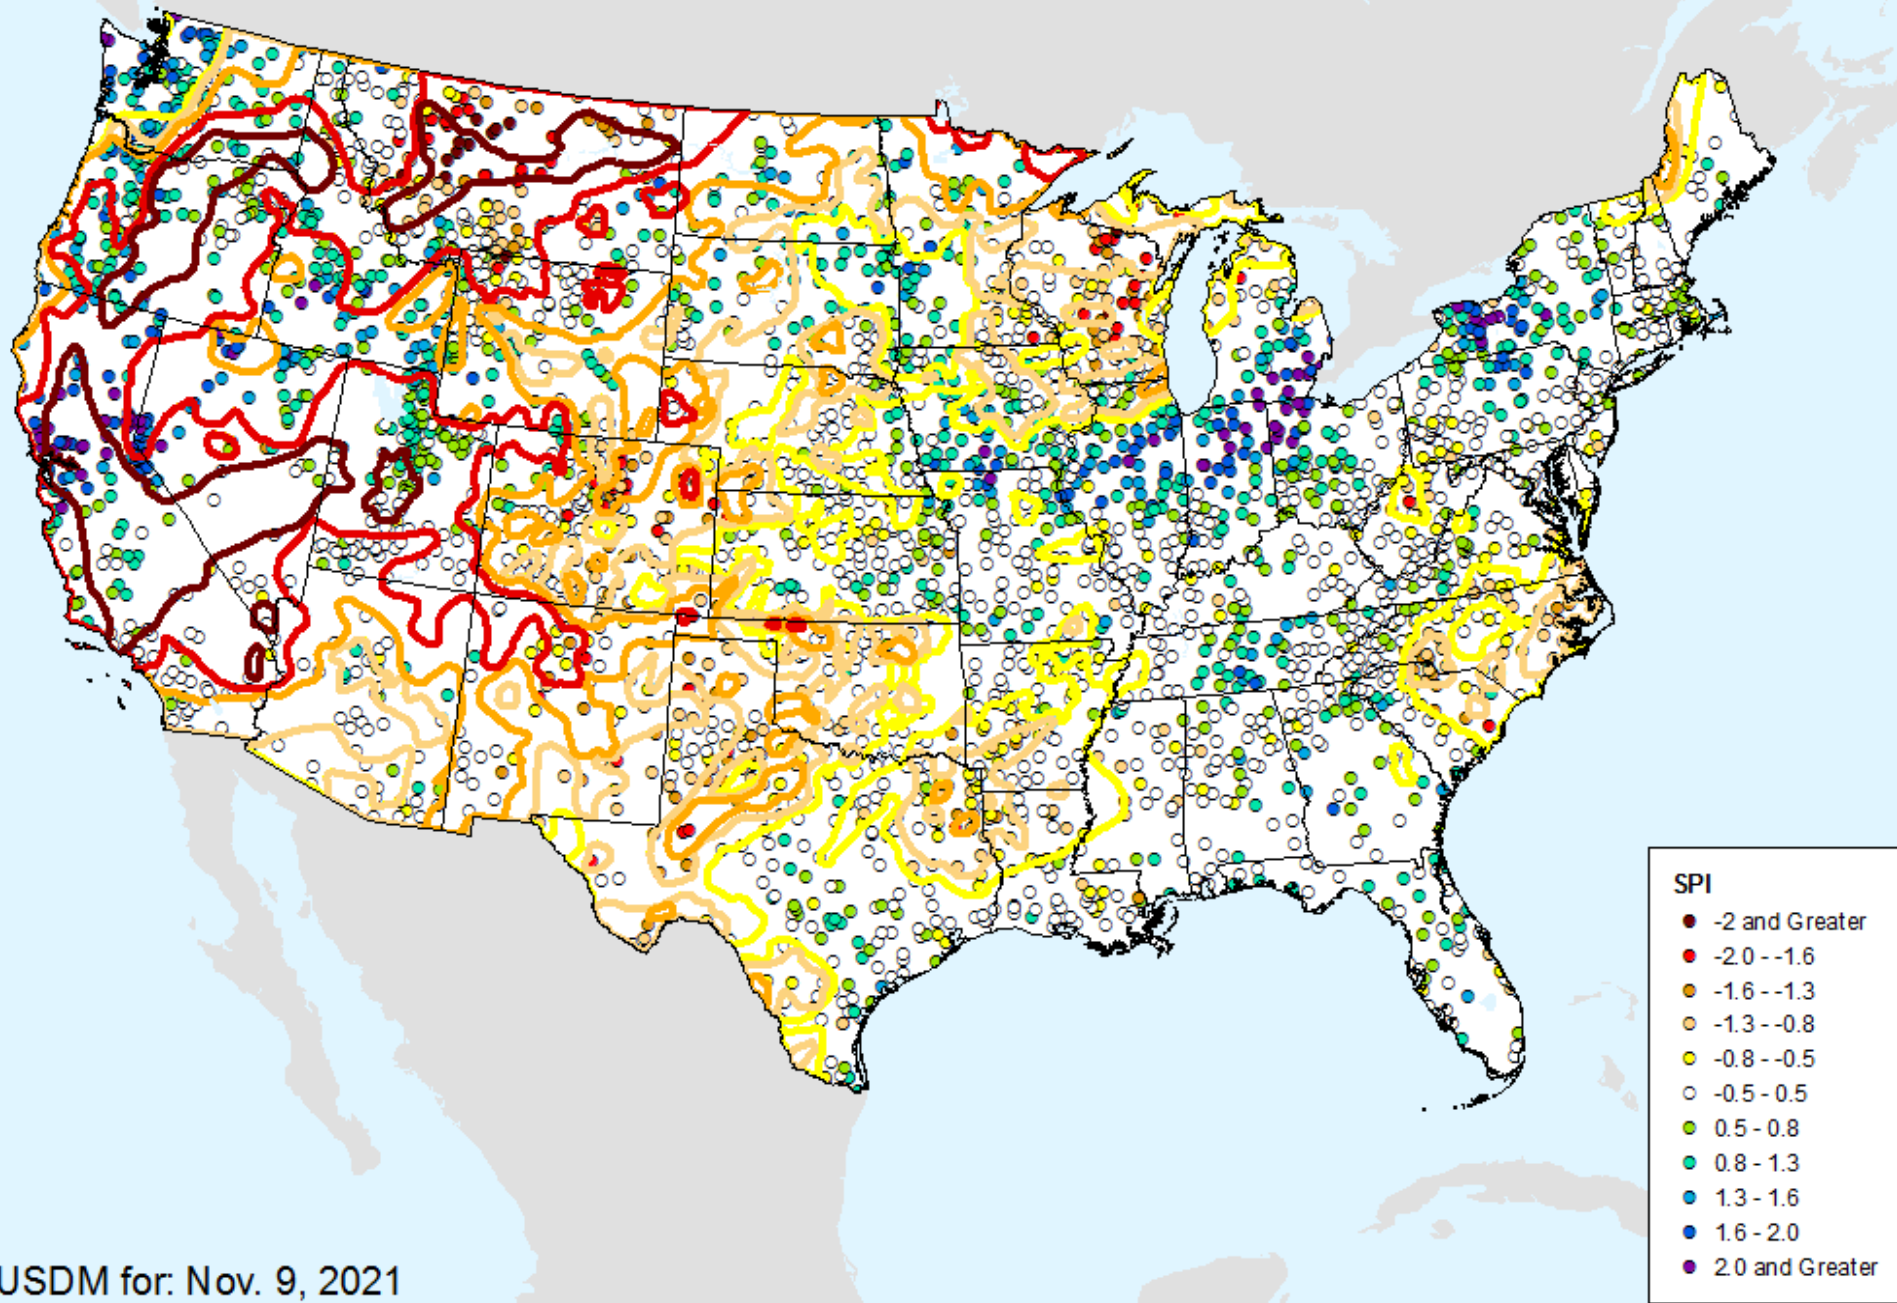 SPI
-2 and Greater
-2.0 - -1.6
-1.6 - -1.3
-1.3 - -0.8
-0.8 - -0.5
-0.5 - 0.5
0.5 - 0.8
0.8 - 1.3
1.3 - 1.6
1.6 - 2.0
2.0 and Greater
USDM for: Nov. 9, 2021